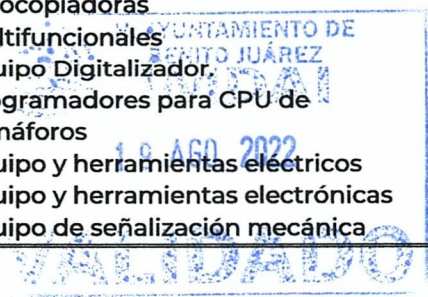 ocopiadoras
ltifuncionales
AYUNTAMIENTO DE
BENITO JUÁREZ
uipo Digitalizador,
ogramadores para CPU de
náforos
19 AGO 2022
uipo y herramientas eléctricos
uipo y herramientas electrónicas
uipo de señalización mecánica
VALIDADO